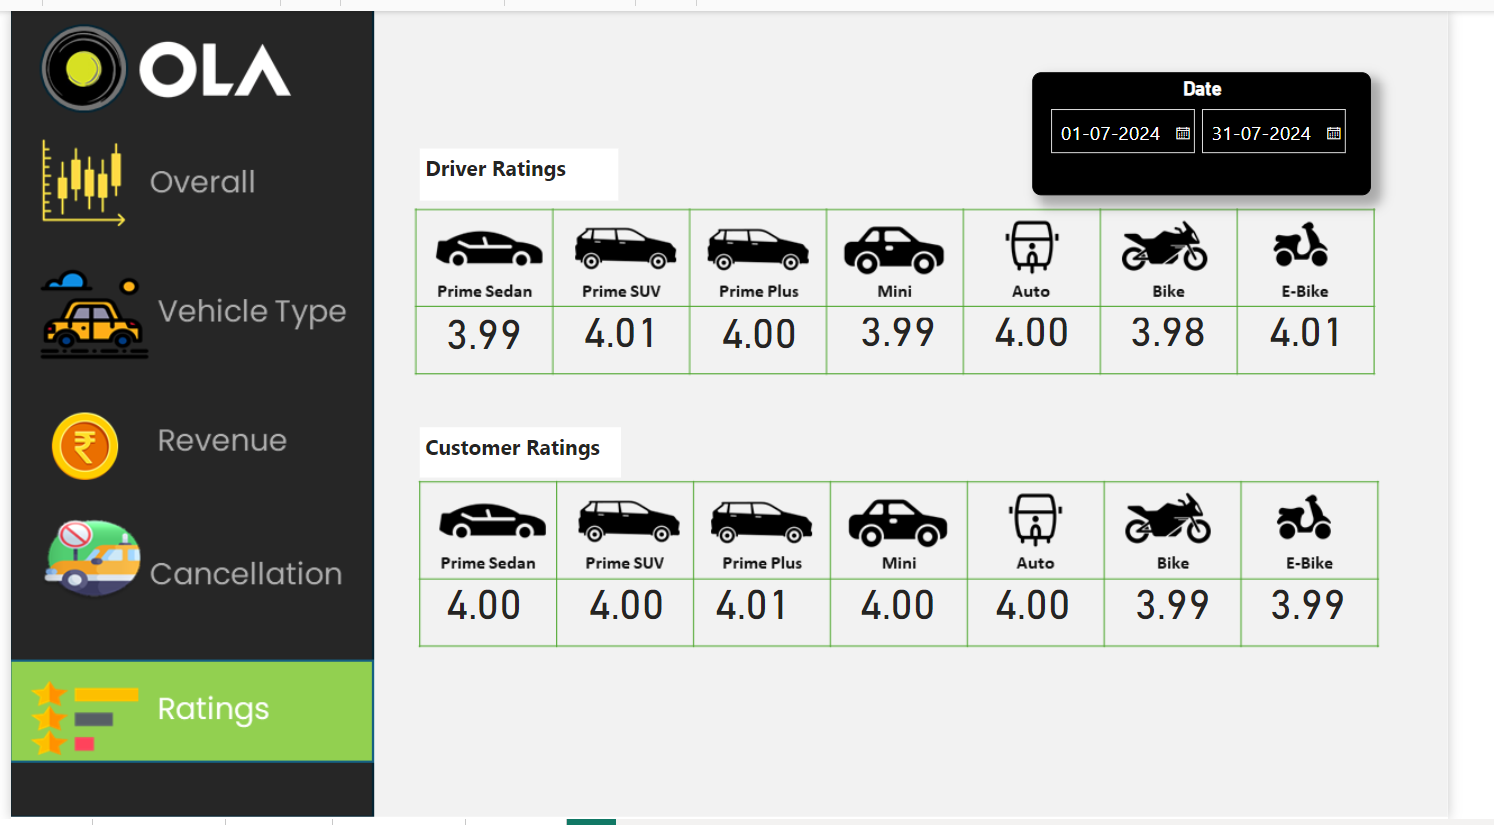 OLA
Overall
Vehicle Type
Revenue
Cancellation
Ratings
Date
01-07-2024 31-07-2024
Driver Ratings
Prime Sedan Prime SUV Prime Plus Mini Auto Bike E-Bike
3.99 4.01 4.00 3.99 4.00 3.98 4.01
Customer Ratings
Prime Sedan Prime SUV Prime Plus Mini Auto Bike E-Bike
4.00 4.00 4.01 4.00 4.00 3.99 3.99